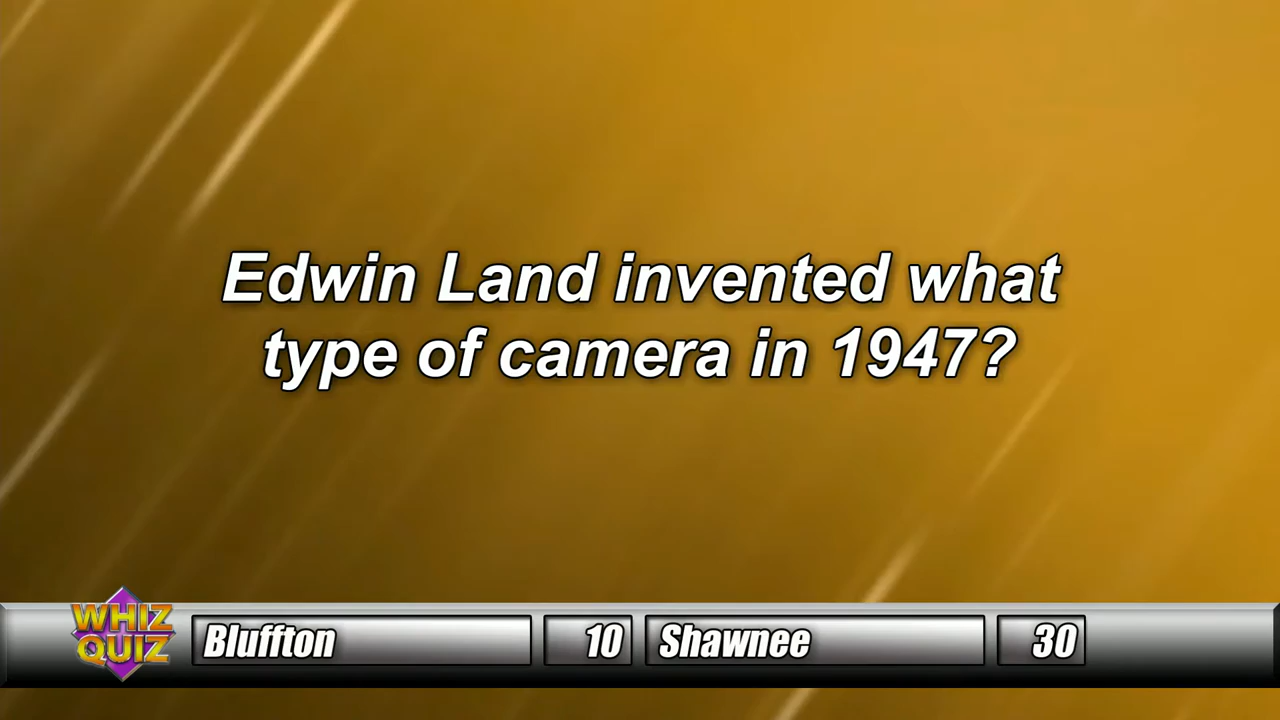 Edwin Land invented what
type of camera in 1947?
WHIZ
QUIZ
Bluffton 10 Shawnee 30